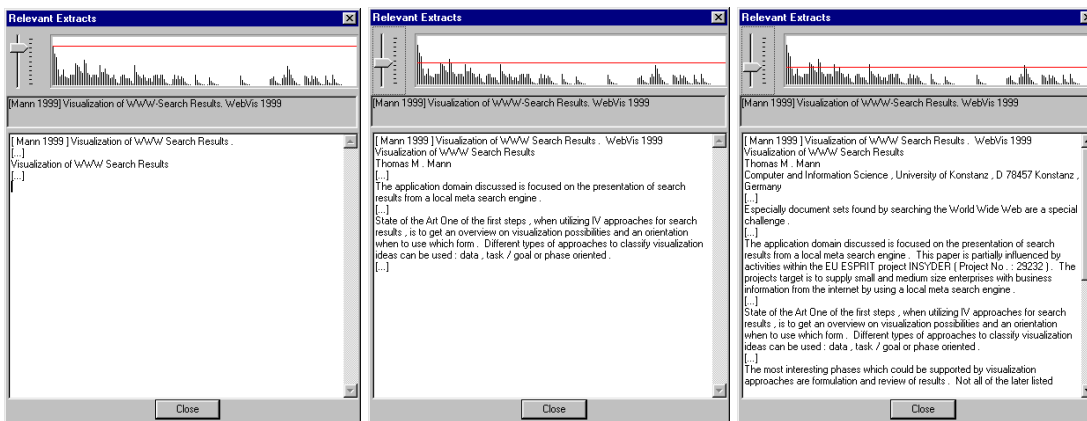 Relevant Extracts
[Mann 1999] Visualization of WWW-Search Results. WebVis 1999
[ Mann 1999 ] Visualization of WWW Search Results .
[...]
Visualization of WWW Search Results
[...]
Close
Relevant Extracts
[Mann 1999] Visualization of WWW-Search Results. WebVis 1999
[ Mann 1999 ] Visualization of WWW Search Results .  WebVis 1999
Visualization of WWW Search Results
Thomas M . Mann
[...]
The application domain discussed is focused on the presentation of search
results from a local meta search engine .
[...]
State of the Art One of the first steps , when utilizing IV approaches for search
results , is to get an overview on visualization possibilities and an orientation
when to use which form .  Different types of approaches to classify visualization
ideas can be used : data , task / goal or phase oriented .
[...]
Close
Relevant Extracts
[Mann 1999] Visualization of WWW-Search Results. WebVis 1999
[ Mann 1999 ] Visualization of WWW Search Results .  WebVis 1999
Visualization of WWW Search Results
Thomas M . Mann
Computer and Information Science , University of Konstanz , D 78457 Konstanz ,
Germany
[...]
Especially document sets found by searching the World Wide Web are a special
challenge .
[...]
The application domain discussed is focused on the presentation of search
results from a local meta search engine .  This paper is partially influenced by
activities within the EU ESPRIT project INSYDER ( Project No . : 29232 ) .  The
projects target is to supply small and medium size enterprises with business
information from the internet by using a local meta search engine .
[...]
State of the Art One of the first steps , when utilizing IV approaches for search
results , is to get an overview on visualization possibilities and an orientation
when to use which form .  Different types of approaches to classify visualization
ideas can be used : data , task / goal or phase oriented .
[...]
The most interesting phases which could be supported by visualization
approaches are formulation and review of results .  Not all of the later listed
Close